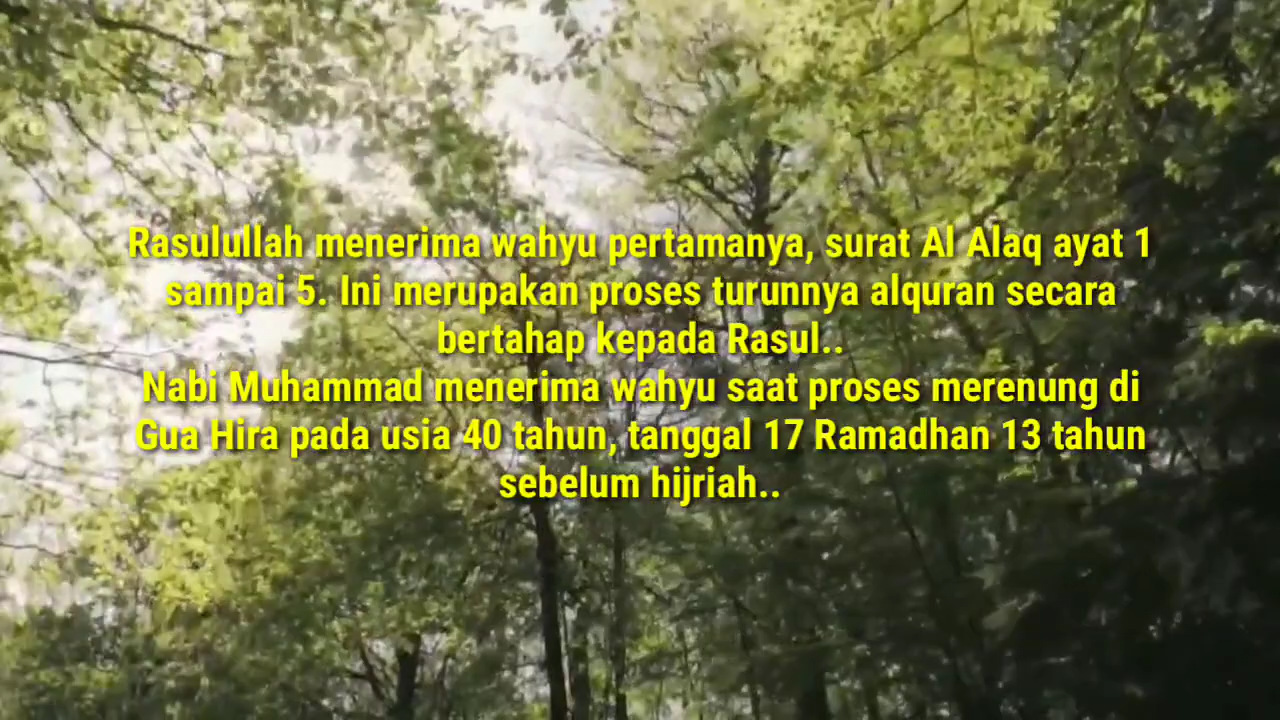 Rasulullah menerima wahyu pertamanya, surat Al Alaq ayat 1
sampai 5. Ini merupakan proses turunnya alquran secara
bertahap kepada Rasul..
Nabi Muhammad menerima wahyu saat proses merenung di
Gua Hira pada usia 40 tahun, tanggal 17 Ramadhan 13 tahun
sebelum hijriah..